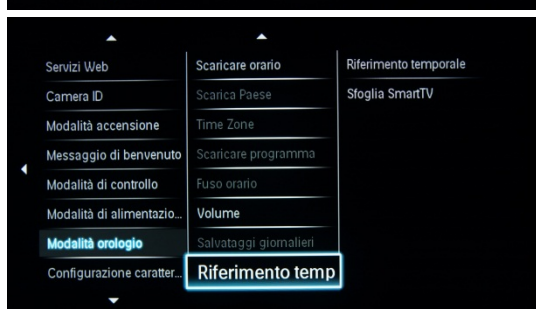 Servizi Web
Camera ID
Modalità accensione
Messaggio di benvenuto
Modalità di controllo
Modalità di alimentazio...
Modalità orologio
Configurazione caratter...
Scaricare orario
Scarica Paese
Time Zone
Scaricare programma
Fuso orario
Volume
Salvataggi giornalieri
Riferimento temp
Riferimento temporale
Sfoglia SmartTV